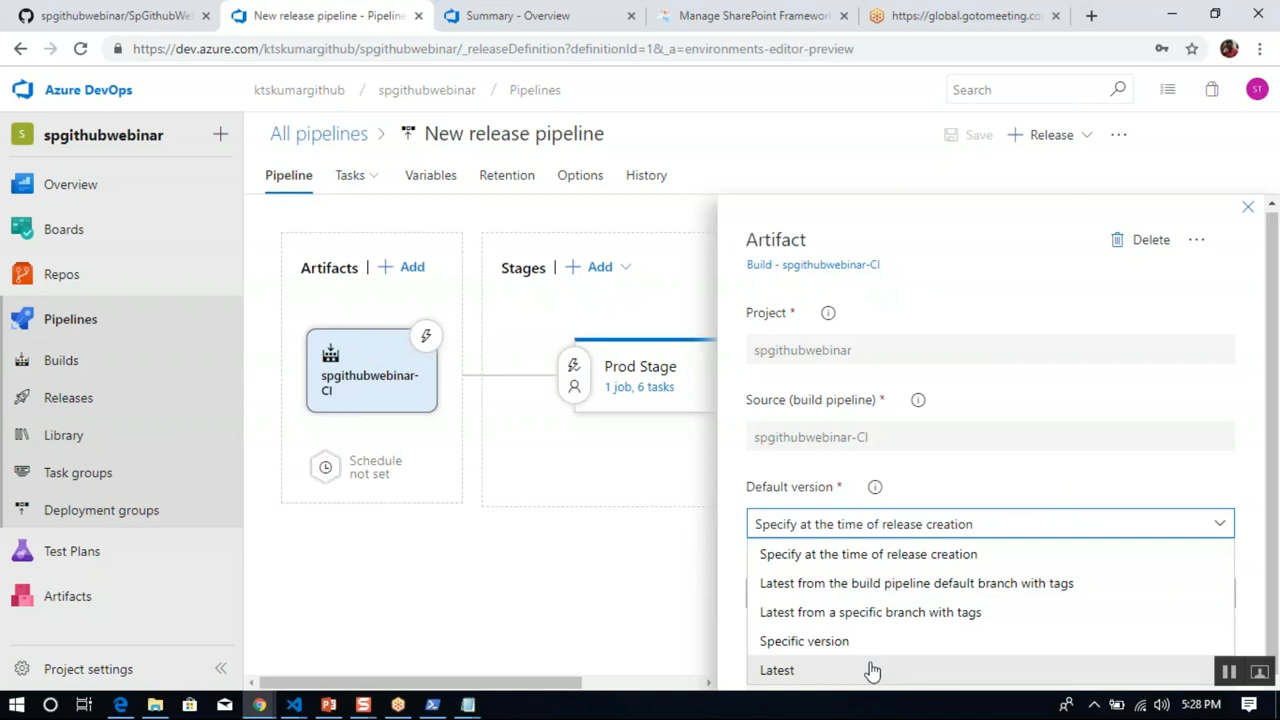 spgithubwebinar/SpGithubWe
New release pipeline - Pipeline
Summary - Overview
Manage SharePoint Framework
https://global.gotomeeting.co
https://dev.azure.com/ktskumargithub/spgithubwebinar/_releaseDefinition?definitionId=1&_a=environments-editor-preview
Azure DevOps
ktskumargithub / spgithubwebinar / Pipelines
Search
ST
S spgithubwebinar
All pipelines > New release pipeline
Save
Release
Overview
Pipeline
Tasks
Variables
Retention
Options
History
Boards
Repos
Pipelines
Builds
Releases
Library
Task groups
Deployment groups
Test Plans
Artifacts
Project settings
Artifacts | + Add
spgithubwebinar-
CI
Schedule
not set
Stages | + Add
Prod Stage
1 job, 6 tasks
Artifact
Delete
Build - spgithubwebinar-CI
Project *
spgithubwebinar
Source (build pipeline) *
spgithubwebinar-CI
Default version *
Specify at the time of release creation
Specify at the time of release creation
Latest from the build pipeline default branch with tags
Latest from a specific branch with tags
Specific version
Latest
5:28 PM